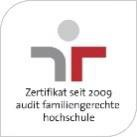 Zertifikat seit 2009
audit familiengerechte
hochschule